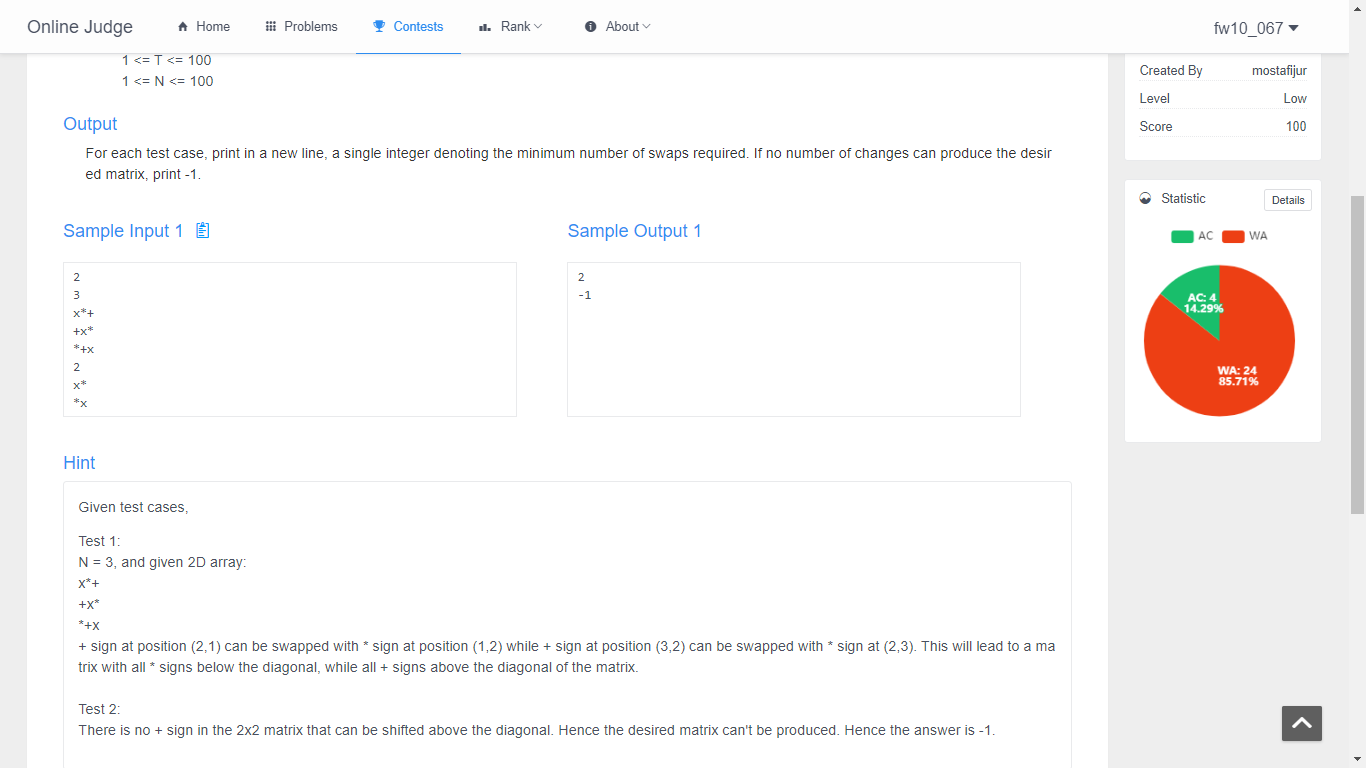 Online Judge
Home
Problems
Contests
Rank
About
fw10_067
1 <= T <= 100
1 <= N <= 100
Output
For each test case, print in a new line, a single integer denoting the minimum number of swaps required. If no number of changes can produce the desir
ed matrix, print -1.
Sample Input 1
2
3
x*+
+x*
*+x
2
x*
*x
Sample Output 1
2
-1
Hint
Given test cases,
Test 1:
N = 3, and given 2D array:
x*+
+x*
*+x
+ sign at position (2,1) can be swapped with * sign at position (1,2) while + sign at position (3,2) can be swapped with * sign at (2,3). This will lead to a ma
trix with all * signs below the diagonal, while all + signs above the diagonal of the matrix.
Test 2:
There is no + sign in the 2x2 matrix that can be shifted above the diagonal. Hence the desired matrix can't be produced. Hence the answer is -1.
Created By mostafijur
Level Low
Score 100
Statistic
Details
AC WA
AC: 4
14.29%
WA: 24
85.71%